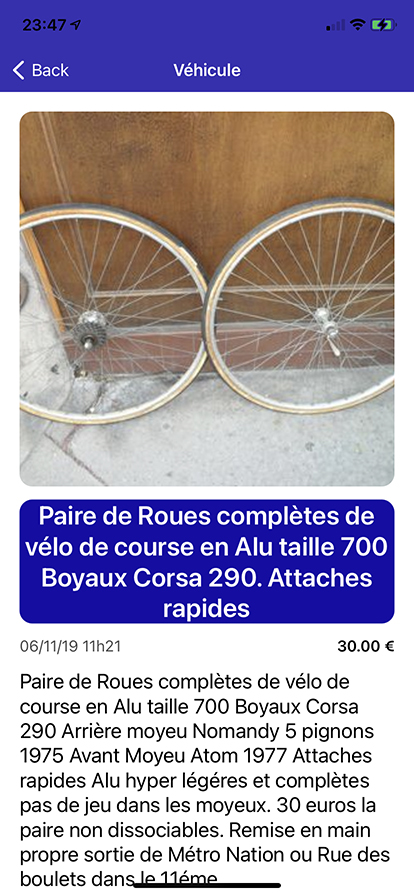 23:47
Back
Véhicule
Paire de Roues complètes de
vélo de course en Alu taille 700
Boyaux Corsa 290. Attaches
rapides
06/11/19 11h21
30.00 €
Paire de Roues complètes de vélo de
course en Alu taille 700 Boyaux Corsa
290 Arrière moyeu Nomandy 5 pignons
1975 Avant Moyeu Atom 1977 Attaches
rapides Alu hyper légéres et complètes
pas de jeu dans les moyeux. 30 euros la
paire non dissociables. Remise en main
propre sortie de Métro Nation ou Rue des
boulets dans le 11éme